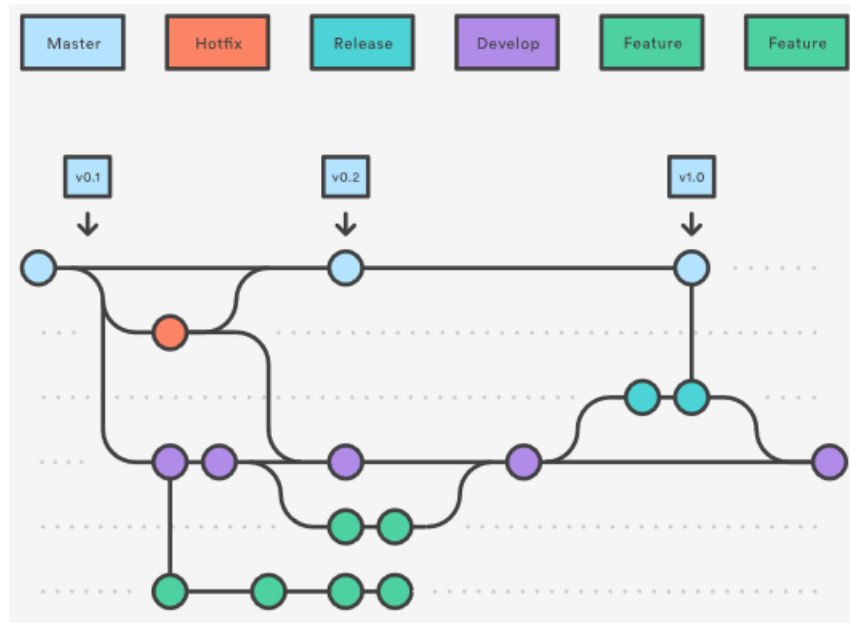 Master
Hotfix
Release
Develop
Feature
Feature
v0.1
v0.2
v1.0